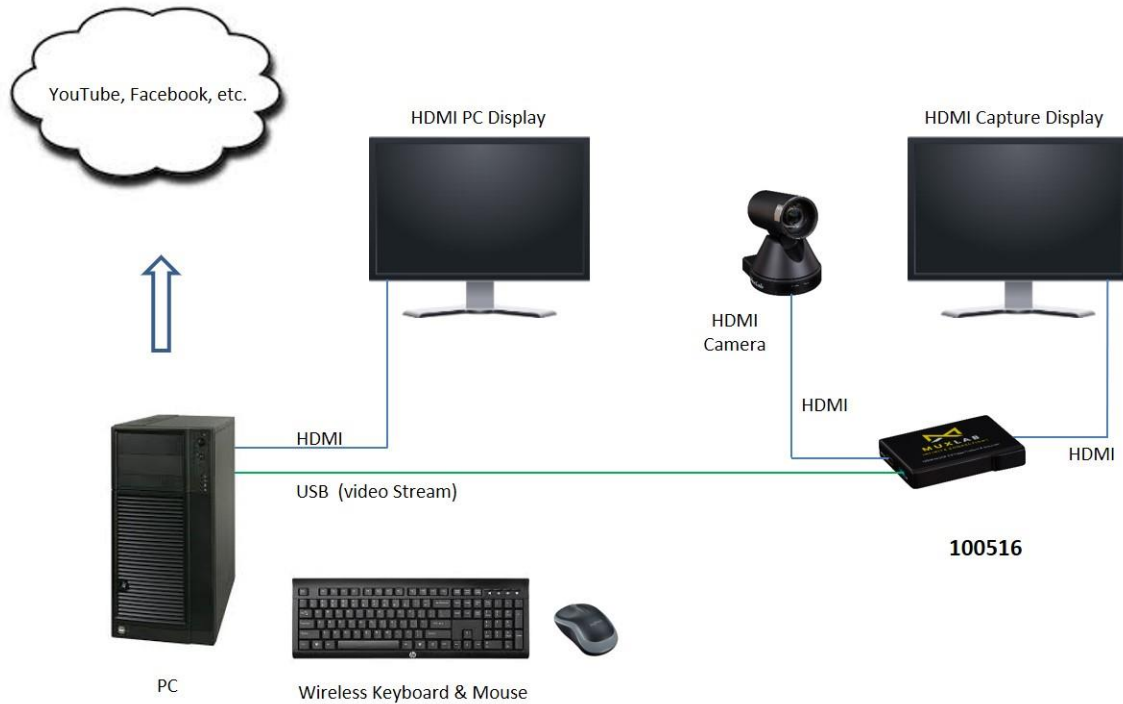 YouTube, Facebook, etc.
HDMI PC Display
HDMI Capture Display
HDMI
Camera
HDMI
HDMI
MUXLAB
HDMI
USB (video Stream)
100516
hp
PC
Wireless Keyboard & Mouse